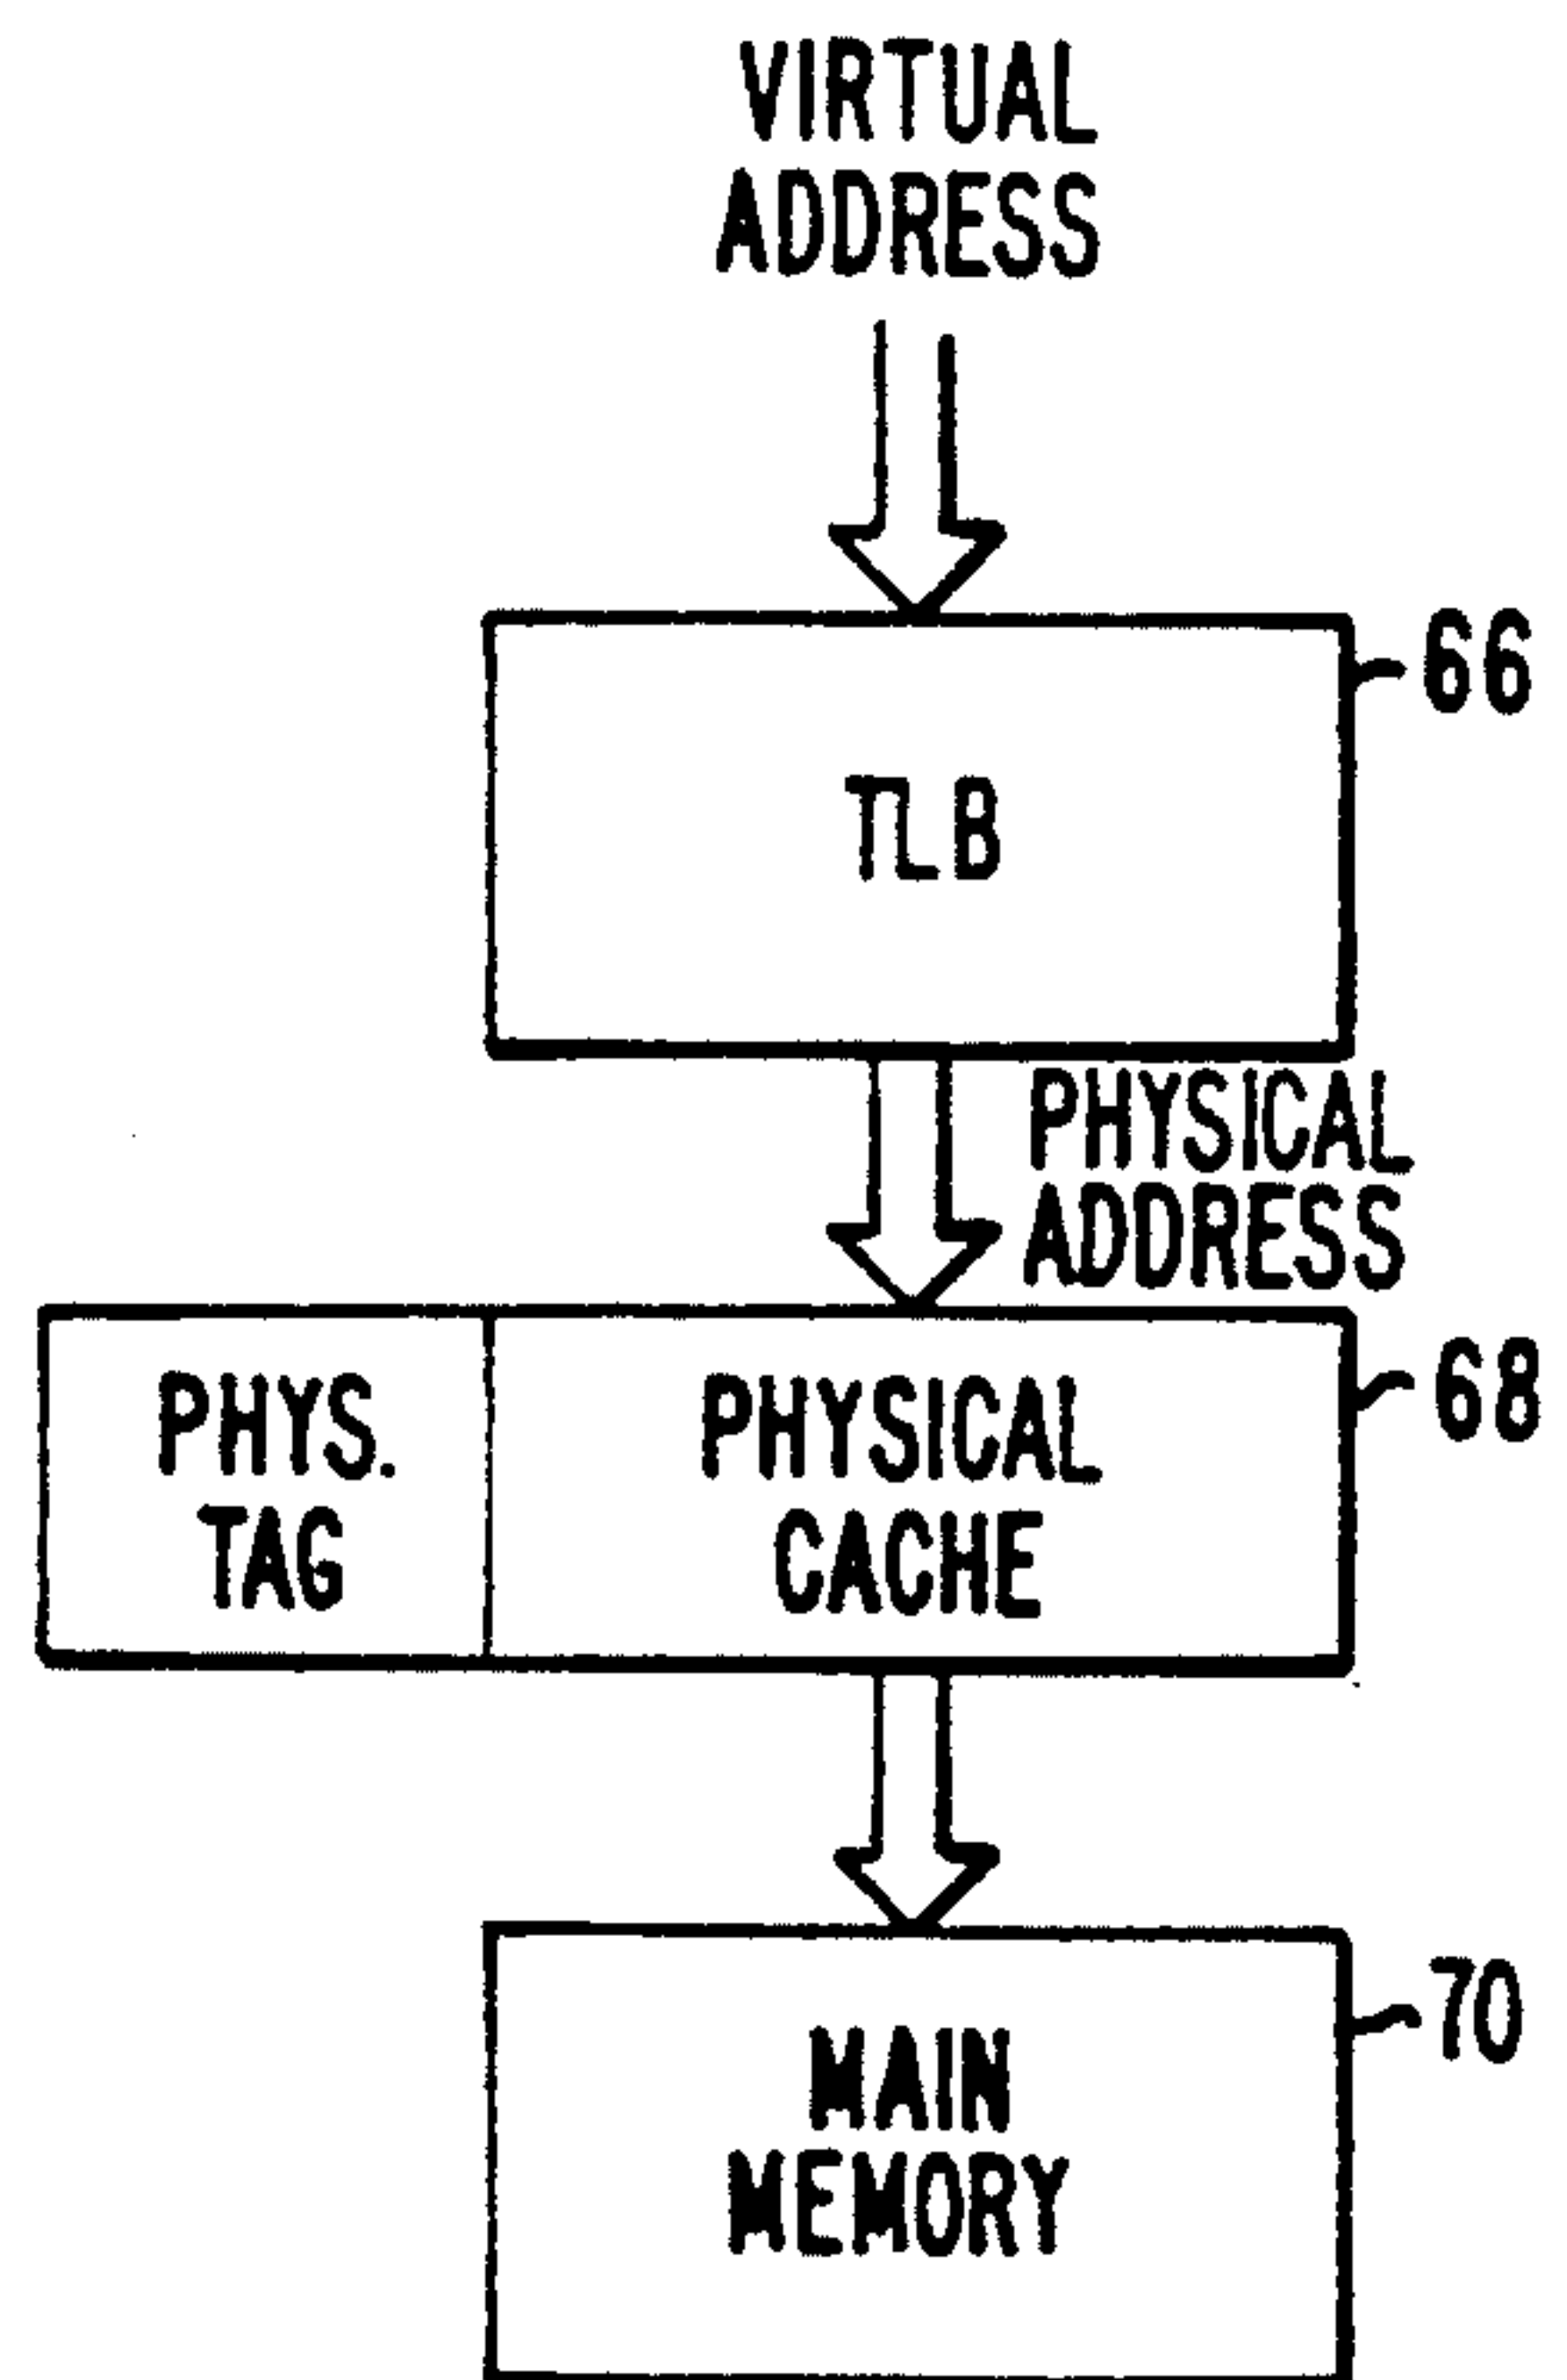 VIRTUAL
ADDRESS
66
TLB
PHYSICAL
ADDRESS
68
PHYS.
TAG
PHYSICAL
CACHE
70
MAIN
MEMORY